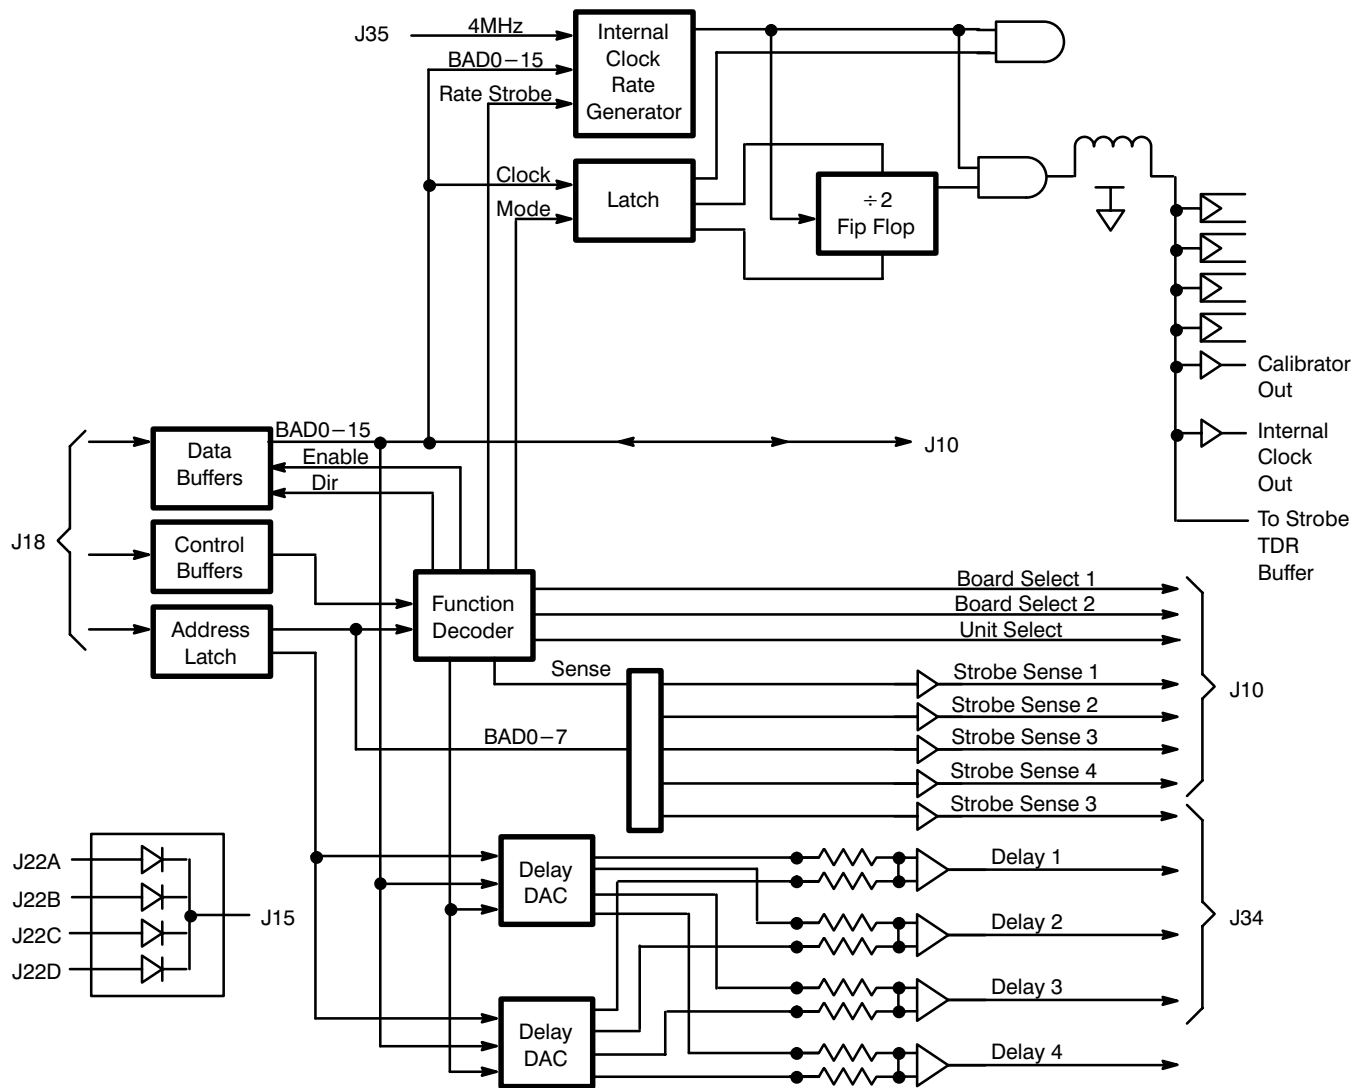 J35
4MHz
BAD0−15
Rate Strobe
Internal
Clock
Rate
Generator
Clock
Mode
Latch
÷2
Fip Flop
Calibrator
Out
Internal
Clock
Out
To Strobe
TDR
Buffer
J18
Data
Buffers
BAD0−15
Enable
Dir
J10
Control
Buffers
Address
Latch
Function
Decoder
Board Select 1
Board Select 2
Unit Select
Sense
BAD0−7
Strobe Sense 1
Strobe Sense 2
Strobe Sense 3
Strobe Sense 4
Strobe Sense 3
J10
J22A
J22B
J22C
J22D
J15
Delay
DAC
Delay
DAC
Delay 1
Delay 2
Delay 3
Delay 4
J34